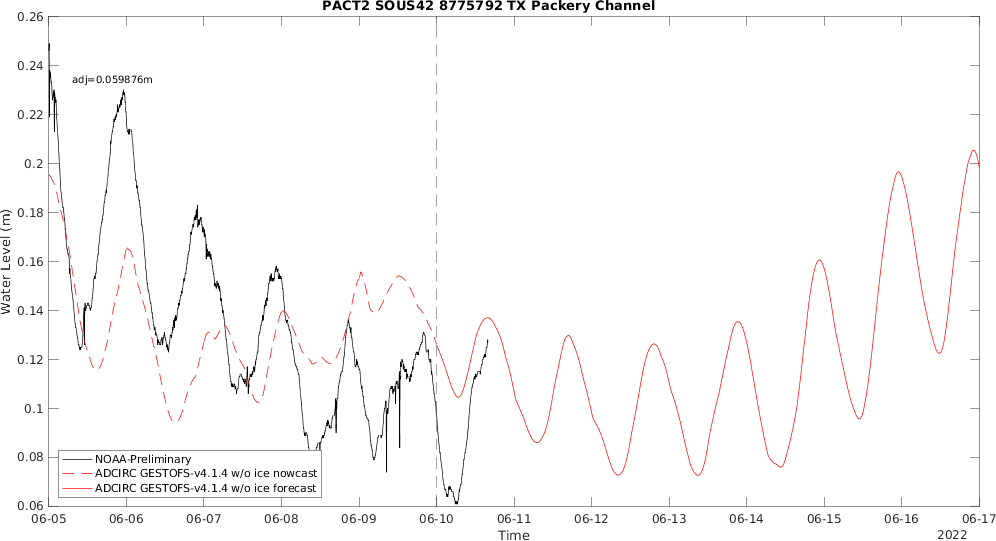 PACT2 SOUS42 8775792 TX Packery Channel
0.26
0.24
0.22
0.2
0.18
0.16
0.14
0.12
0.1
0.08
0.06
Water Level (m)
adj=0.059876m
NOAA-Preliminary
ADCIRC GESTOFS-v4.1.4 w/o ice nowcast
ADCIRC GESTOFS-v4.1.4 w/o ice forecast
06-05 06-06 06-07 06-08 06-09 06-10 06-11 06-12 06-13 06-14 06-15 06-16 06-17
Time
2022